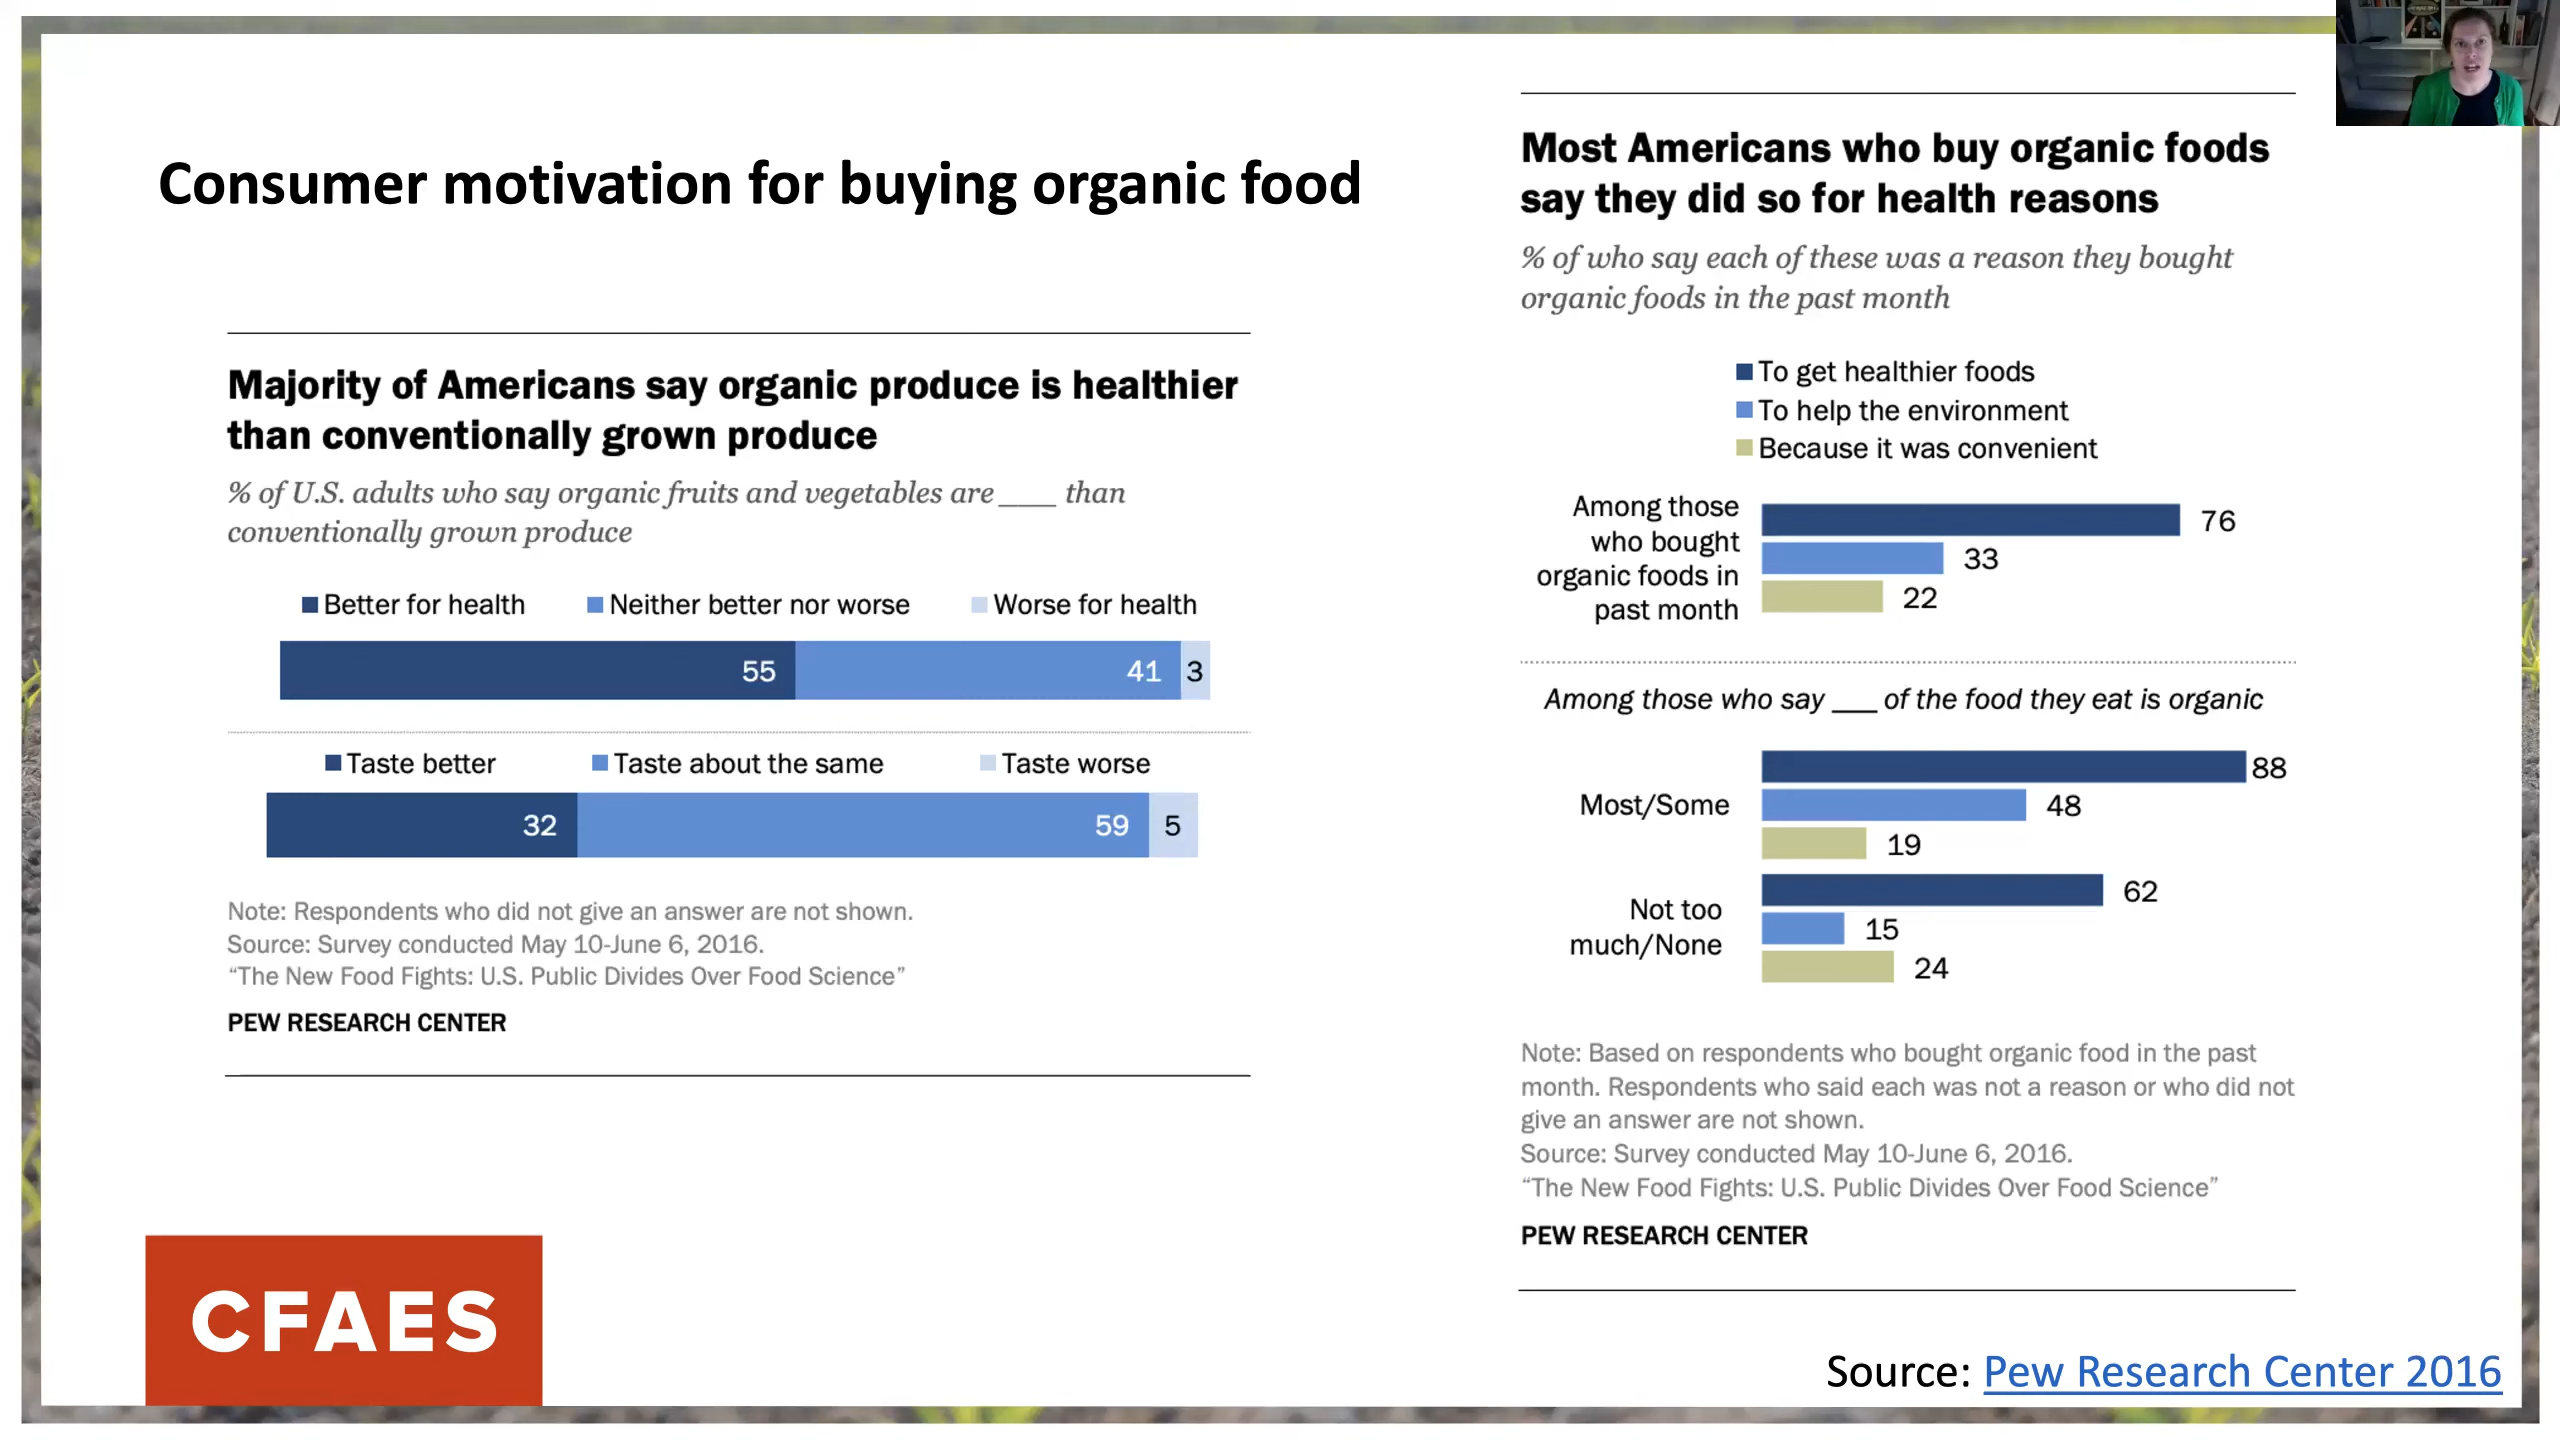 Consumer motivation for buying organic food
Majority of Americans say organic produce is healthier
than conventionally grown produce
% of U.S. adults who say organic fruits and vegetables are ___ than
conventionally grown produce
Better for health Neither better nor worse Worse for health
55 41 3
Taste better Taste about the same Taste worse
32 59 5
Note: Respondents who did not give an answer are not shown.
Source: Survey conducted May 10-June 6, 2016.
“The New Food Fights: U.S. Public Divides Over Food Science”
PEW RESEARCH CENTER
CFAES
Most Americans who buy organic foods
say they did so for health reasons
% of who say each of these was a reason they bought
organic foods in the past month
To get healthier foods
To help the environment
Because it was convenient
Among those
who bought
organic foods in
past month
76
33
22
Among those who say ___ of the food they eat is organic
Most/Some
88
48
19
Not too
much/None
62
15
24
Note: Based on respondents who bought organic food in the past
month. Respondents who said each was not a reason or who did not
give an answer are not shown.
Source: Survey conducted May 10-June 6, 2016.
“The New Food Fights: U.S. Public Divides Over Food Science”
PEW RESEARCH CENTER
Source: Pew Research Center 2016